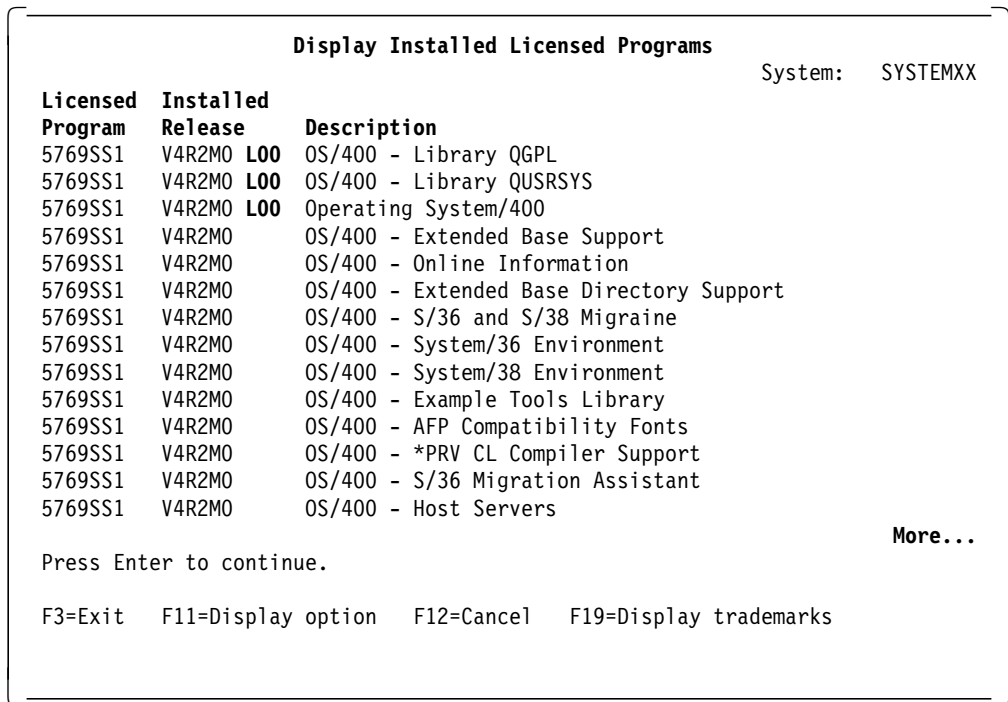 Display Installed Licensed Programs
System: SYSTEMXX
Licensed Installed
Program Release Description
5769SS1 V4R2M0 L00 OS/400 - Library QGPL
5769SS1 V4R2M0 L00 OS/400 - Library QUSRSYS
5769SS1 V4R2M0 L00 Operating System/400
5769SS1 V4R2M0 OS/400 - Extended Base Support
5769SS1 V4R2M0 OS/400 - Online Information
5769SS1 V4R2M0 OS/400 - Extended Base Directory Support
5769SS1 V4R2M0 OS/400 - S/36 and S/38 Migraine
5769SS1 V4R2M0 OS/400 - System/36 Environment
5769SS1 V4R2M0 OS/400 - System/38 Environment
5769SS1 V4R2M0 OS/400 - Example Tools Library
5769SS1 V4R2M0 OS/400 - AFP Compatibility Fonts
5769SS1 V4R2M0 OS/400 - *PRV CL Compiler Support
5769SS1 V4R2M0 OS/400 - S/36 Migration Assistant
5769SS1 V4R2M0 OS/400 - Host Servers
More...
Press Enter to continue.
F3=Exit F11=Display option F12=Cancel F19=Display trademarks